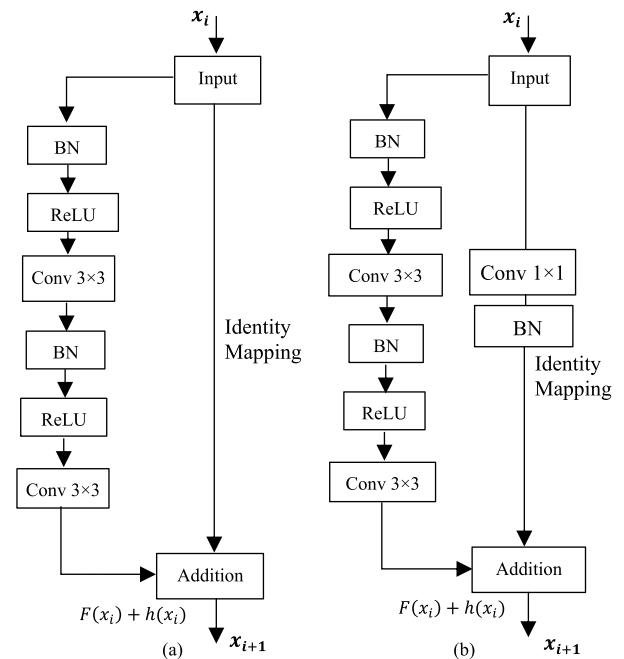 x_i
Input
BN
ReLU
Conv 3×3
BN
ReLU
Conv 3×3
Identity
Mapping
Addition
F(x_i) + h(x_i)
x_{i+1}
(a)
x_i
Input
BN
ReLU
Conv 3×3
BN
ReLU
Conv 3×3
Conv 1×1
BN
Identity
Mapping
Addition
F(x_i) + h(x_i)
x_{i+1}
(b)